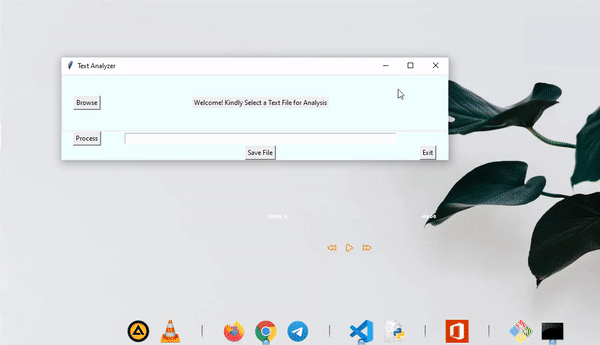 Text Analyzer
Browse
Welcome! Kindly Select a Text File for Analysis
Process
Save File
Exit